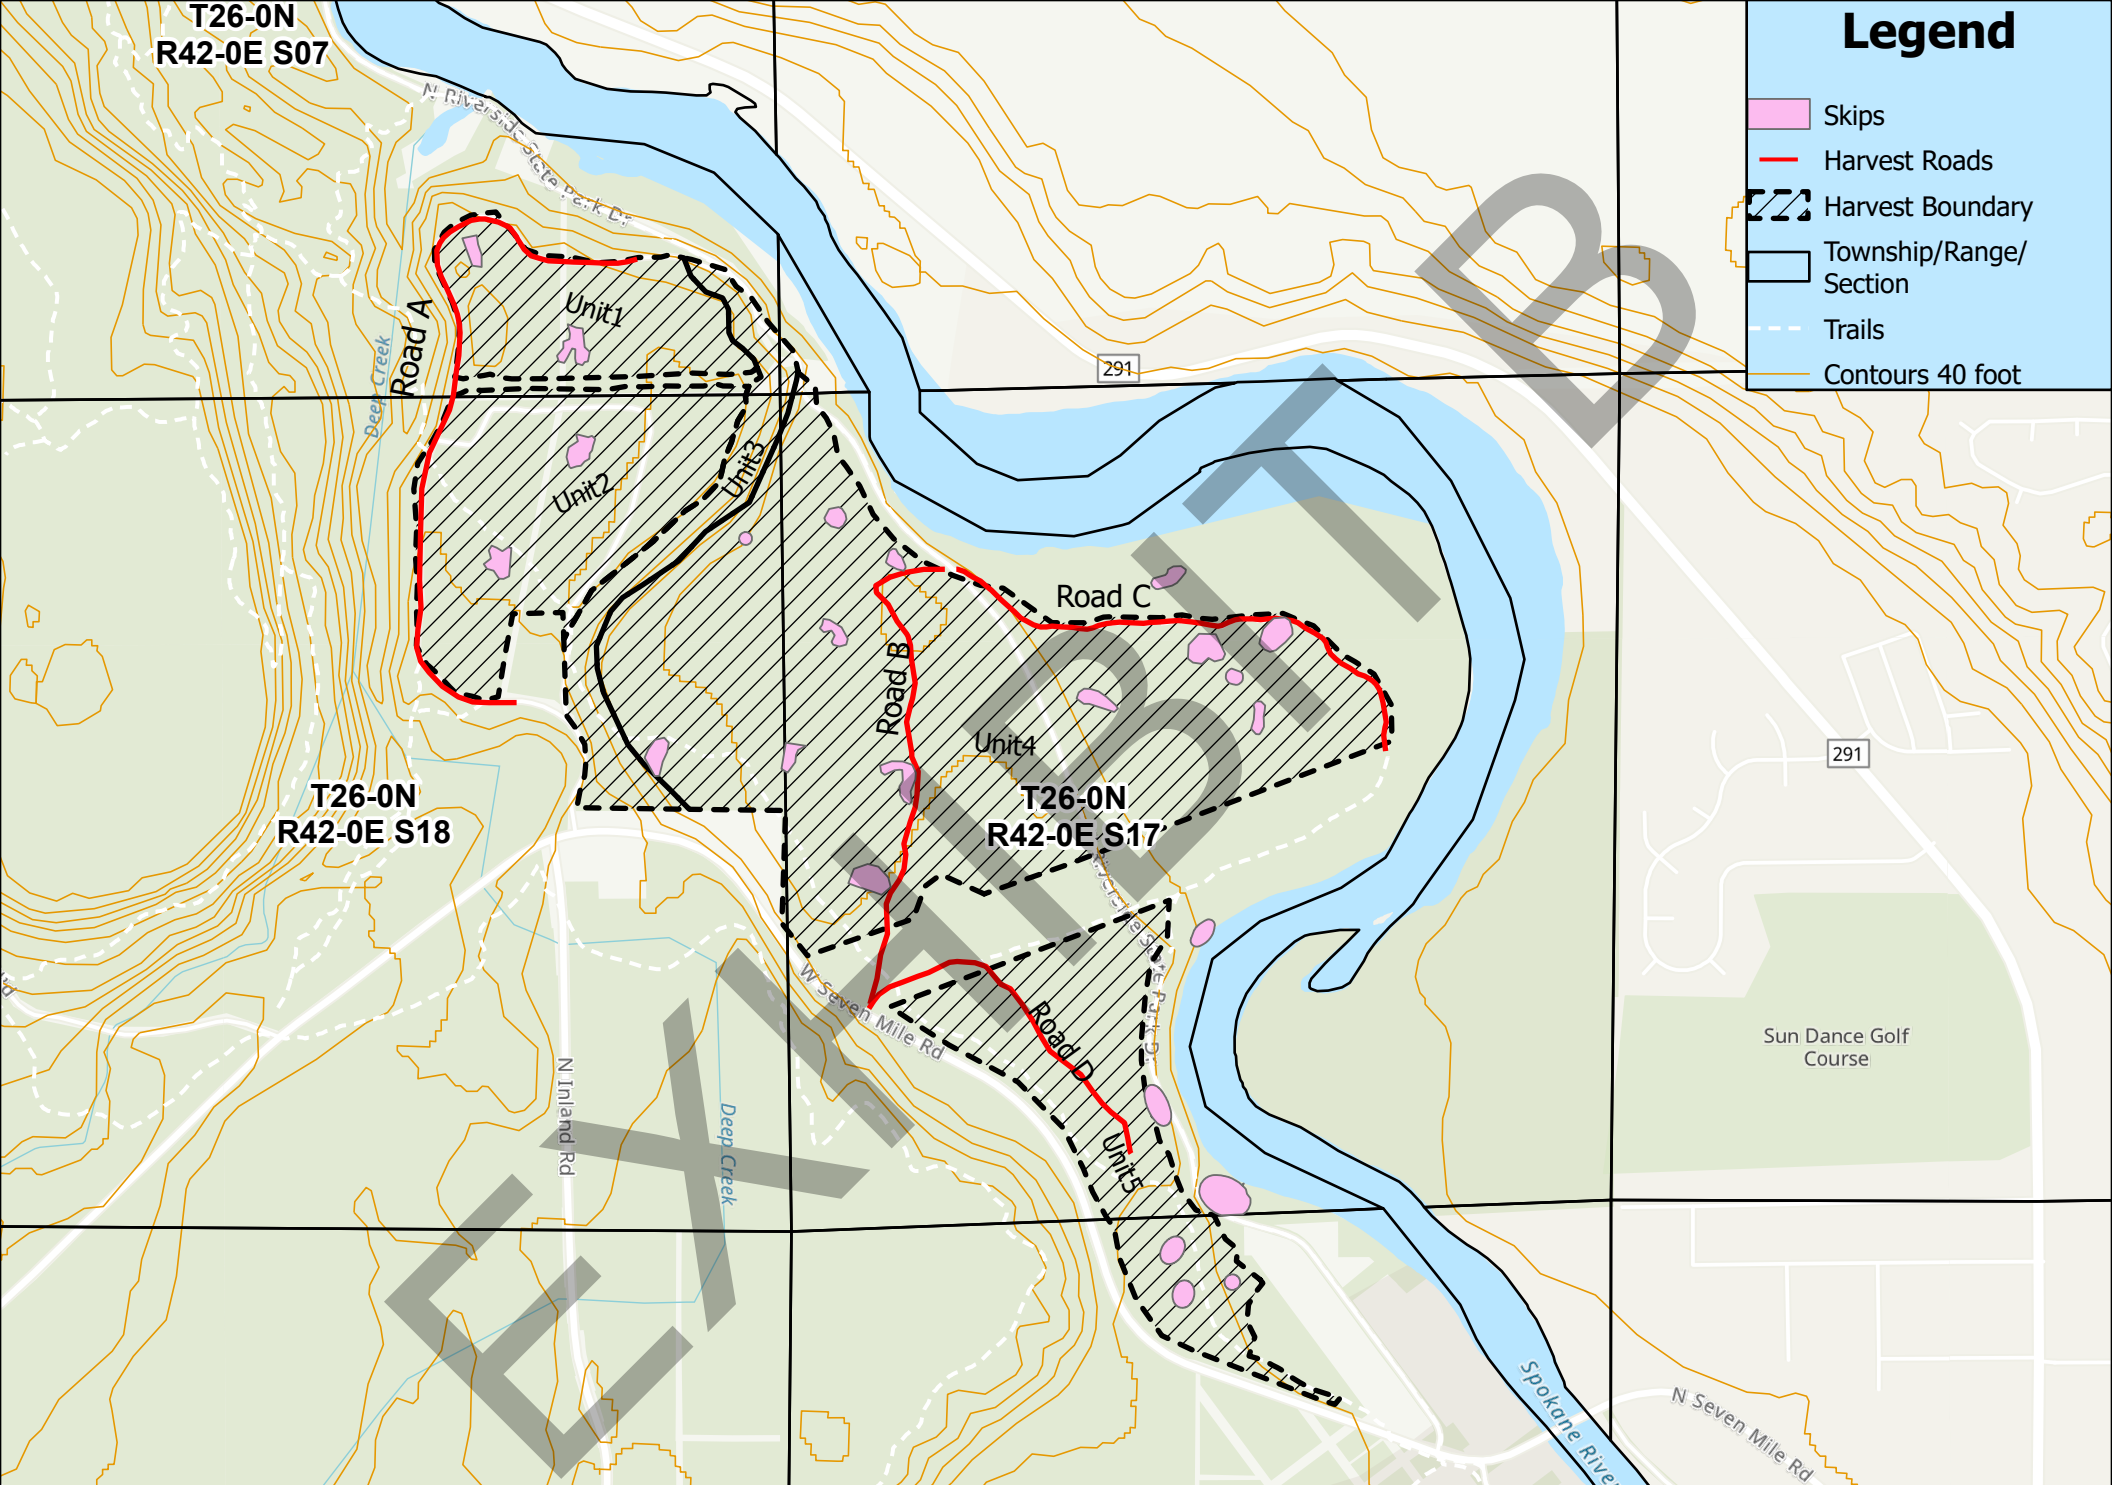 T26-0N
R42-0E S07
Legend
Skips
Harvest Roads
Harvest Boundary
Township/Range/
Section
Trails
Contours 40 foot
N Riverside State Park Dr
Road A
Deep Creek
Unit1
Unit2
Unit3
291
Road C
Road B
Unit4
T26-0N
R42-0E S17
T26-0N
R42-0E S18
291
Riverside State Park D
W Seven Mile Rd
Road D
Unit5
Sun Dance Golf
Course
N Inland Rd
Deep Creek
Spokane River
N Seven Mile Rd
EXHIBIT B